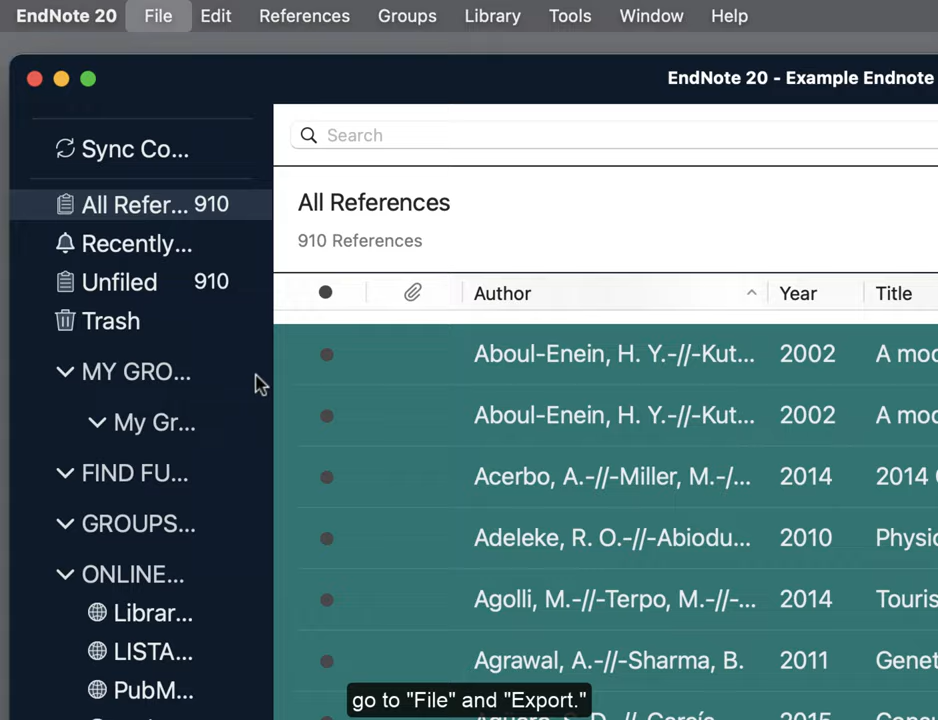 EndNote 20 File Edit References Groups Library Tools Window Help
EndNote 20 - Example Endnote
Sync Co...
All Refer... 910
Recently...
Unfiled 910
Trash
MY GRO...
My Gr...
FIND FU...
GROUPS...
ONLINE...
Librar...
LISTA...
PubM...
Search
All References
910 References
Author Year Title
Aboul-Enein, H. Y.-//-Kut... 2002 A mod
Aboul-Enein, H. Y.-//-Kut... 2002 A mod
Acerbo, A.-//-Miller, M.-/... 2014 2014
Adeleke, R. O.-//-Abiodu... 2010 Physic
Agolli, M.-//-Terpo, M.-//-... 2014 Touris
Agrawal, A.-//-Sharma, B. 2011 Genet
go to "File" and "Export."